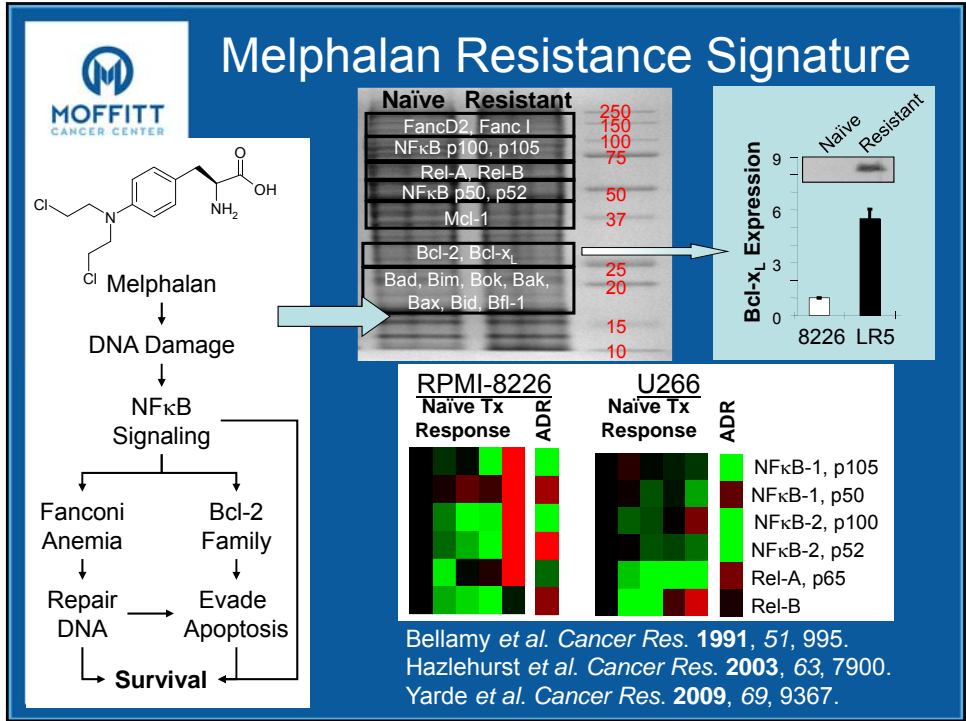 MOFFITT
CANCER CENTER
Melphalan Resistance Signature
O
OH
NH2
N
Cl
Cl
Melphalan
DNA Damage
NFκB
Signaling
Fanconi
Anemia
Bcl-2
Family
Repair
DNA
Evade
Apoptosis
Survival
Naïve Resistant
FancD2, Fanc I
NFκB p100, p105
Rel-A, Rel-B
NFκB p50, p52
Mcl-1
Bcl-2, Bcl-xL
Bad, Bim, Bok, Bak,
Bax, Bid, Bfl-1
250
150
100
75
50
37
25
20
15
10
Naïve
Resistant
Bcl-xL Expression
9
6
3
0
8226 LR5
RPMI-8226
Naïve Tx
Response
ADR
U266
Naïve Tx
Response
ADR
NFκB-1, p105
NFκB-1, p50
NFκB-2, p100
NFκB-2, p52
Rel-A, p65
Rel-B
Bellamy et al. Cancer Res. 1991, 51, 995.
Hazlehurst et al. Cancer Res. 2003, 63, 7900.
Yarde et al. Cancer Res. 2009, 69, 9367.